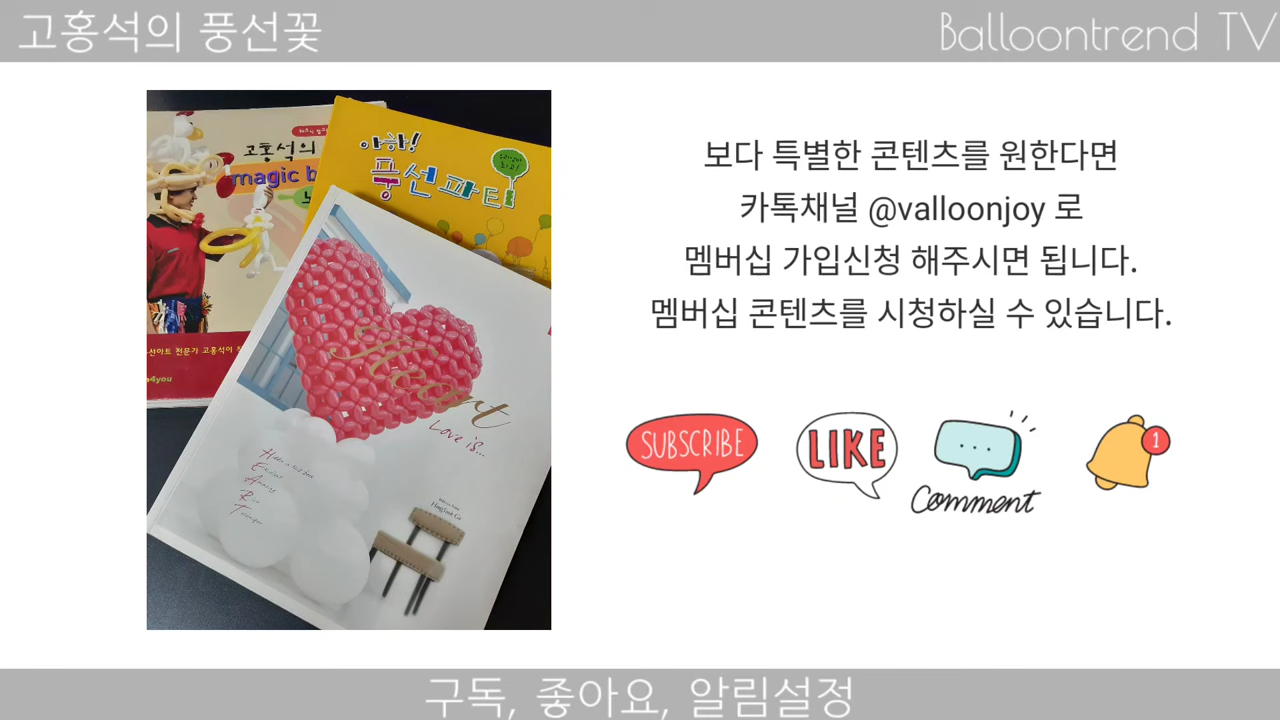 고홍석의 풍선꽃
Balloontrend TV
고홍석의
magic b
아하!
풍선파티
Heart
Love is...
보다 특별한 콘텐츠를 원한다면
카톡채널 @valloonjoy 로
멤버십 가입신청 해주시면 됩니다.
멤버십 콘텐츠를 시청하실 수 있습니다.
SUBSCRIBE
LIKE
Comment
1
구독, 좋아요, 알림설정